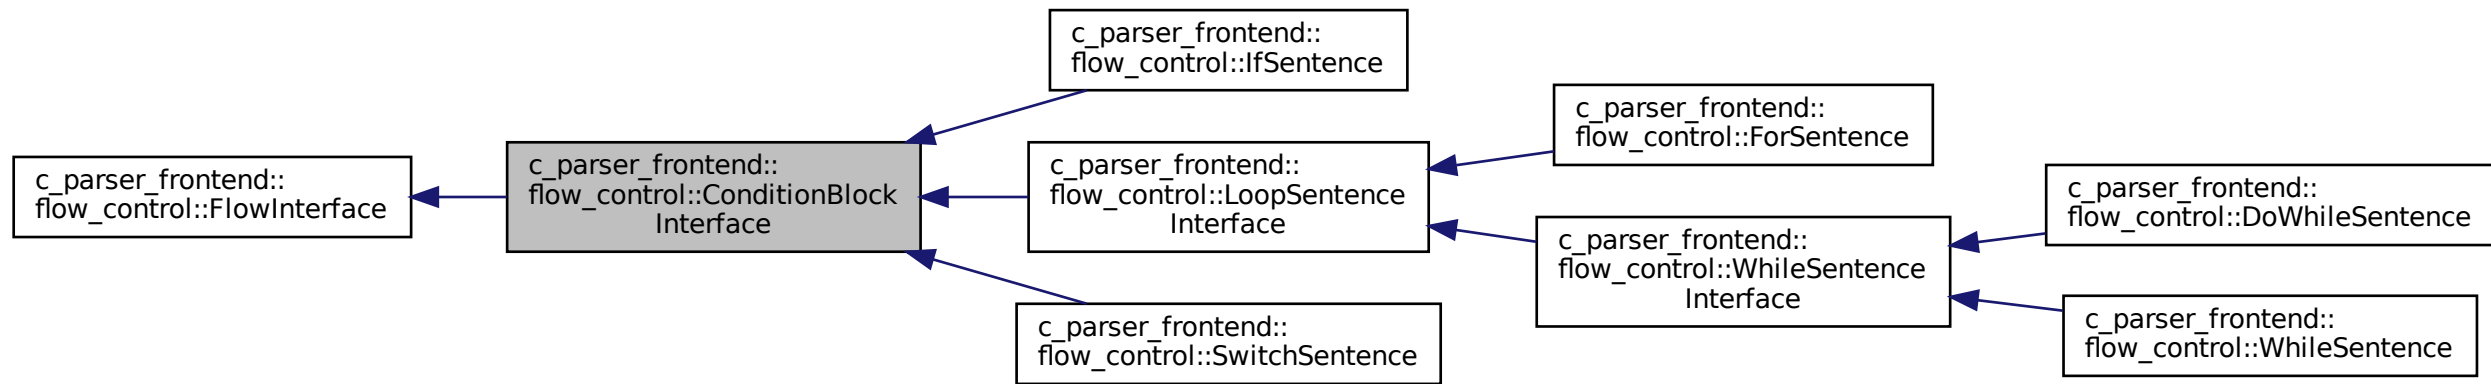 c_parser_frontend::
flow_control::FlowInterface
c_parser_frontend::
flow_control::ConditionBlock
Interface
c_parser_frontend::
flow_control::IfSentence
c_parser_frontend::
flow_control::LoopSentence
Interface
c_parser_frontend::
flow_control::SwitchSentence
c_parser_frontend::
flow_control::ForSentence
c_parser_frontend::
flow_control::WhileSentence
Interface
c_parser_frontend::
flow_control::DoWhileSentence
c_parser_frontend::
flow_control::WhileSentence